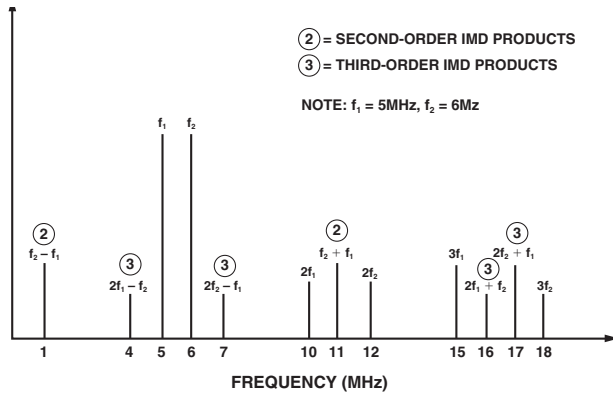 ② = SECOND-ORDER IMD PRODUCTS
③ = THIRD-ORDER IMD PRODUCTS
NOTE: f₁ = 5MHz, f₂ = 6Mz
f₁ f₂
② ③ ③ ② ③ ③
f₂ – f₁ 2f₁ – f₂ 2f₂ – f₁ 2f₁ f₂ + f₁ 2f₂ 3f₁ 2f₁ + f₂ 2f₂ + f₁ 3f₂
1 4 5 6 7 10 11 12 15 16 17 18
FREQUENCY (MHz)